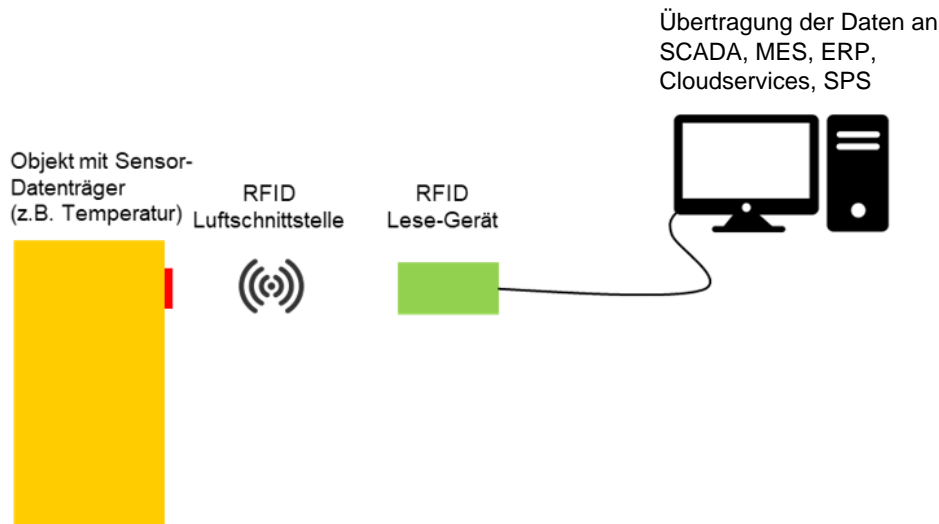 Übertragung der Daten an
SCADA, MES, ERP,
Cloudservices, SPS
Objekt mit Sensor-
Datenträger
(z.B. Temperatur)
RFID
Luftschnittstelle
RFID
Lese-Gerät